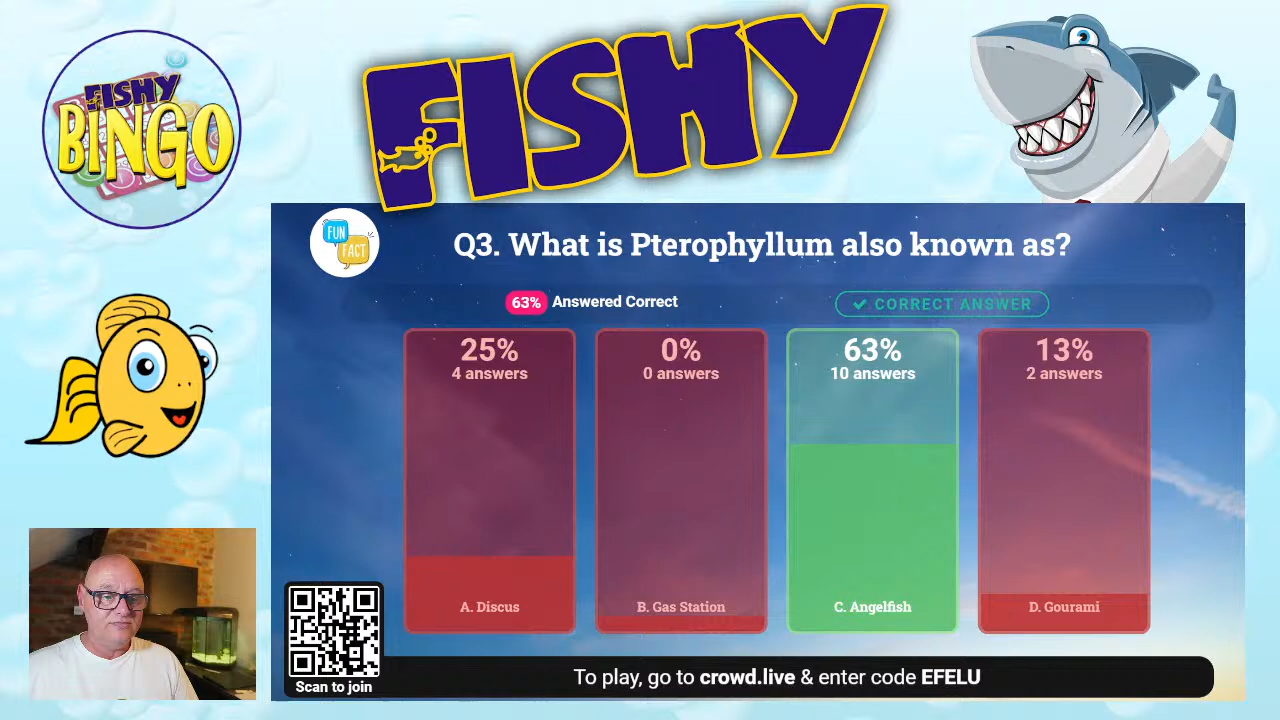 FISHY
BINGO
FISHY
FUN
FACT
Q3. What is Pterophyllum also known as?
63% Answered Correct
✔ CORRECT ANSWER
25%
4 answers
0%
0 answers
63%
10 answers
13%
2 answers
A. Discus
B. Gas Station
C. Angelfish
D. Gourami
Scan to join
To play, go to crowd.live & enter code EFELU